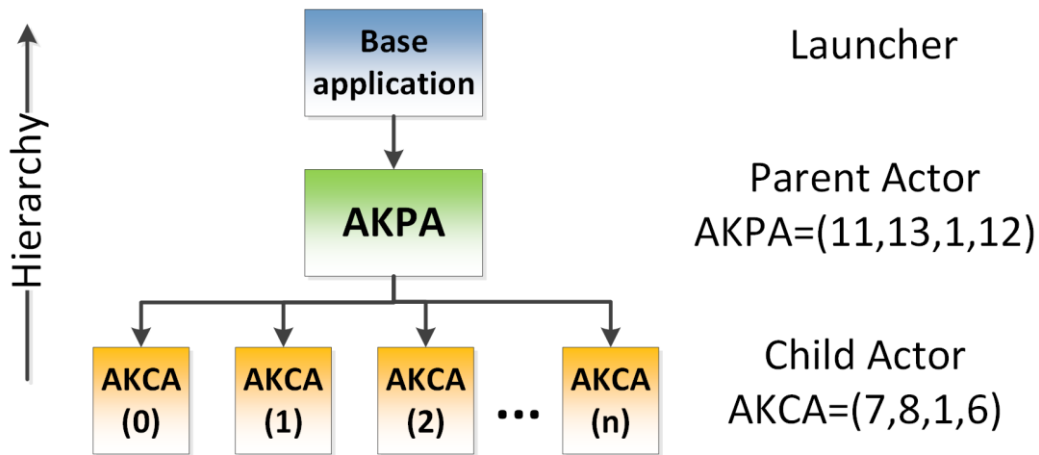 Hierarchy
Base
application
Launcher
AKPA
Parent Actor
AKPA=(11,13,1,12)
AKCA
(0)
AKCA
(1)
AKCA
(2)
...
AKCA
(n)
Child Actor
AKCA=(7,8,1,6)